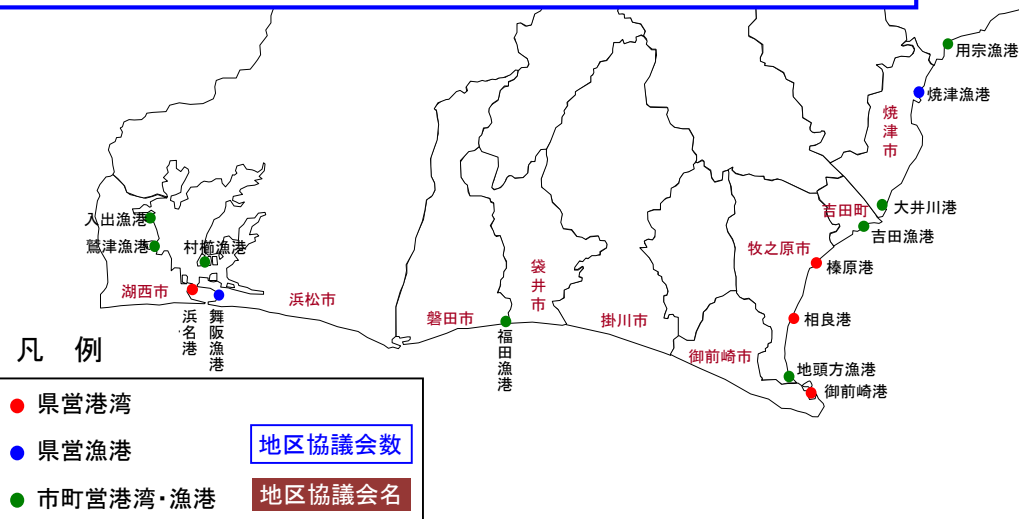 用宗漁港
焼津漁港
焼津市
大井川港
吉田町
吉田漁港
牧之原市
榛原港
相良港
地頭方漁港
御前崎市
御前崎港
掛川市
袋井市
福田漁港
磐田市
浜松市
入出漁港
鷲津漁港
村櫛漁港
湖西市
浜名港
舞阪漁港
凡 例
県営港湾
県営漁港
市町営港湾・漁港
地区協議会数
地区協議会名